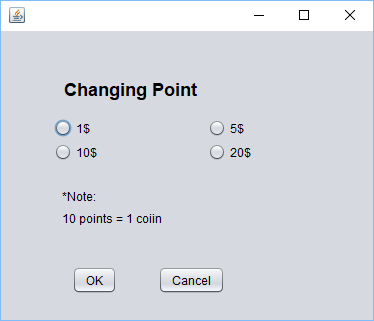 Changing Point
1$ 5$
10$ 20$
*Note:
10 points = 1 coiin
OK Cancel